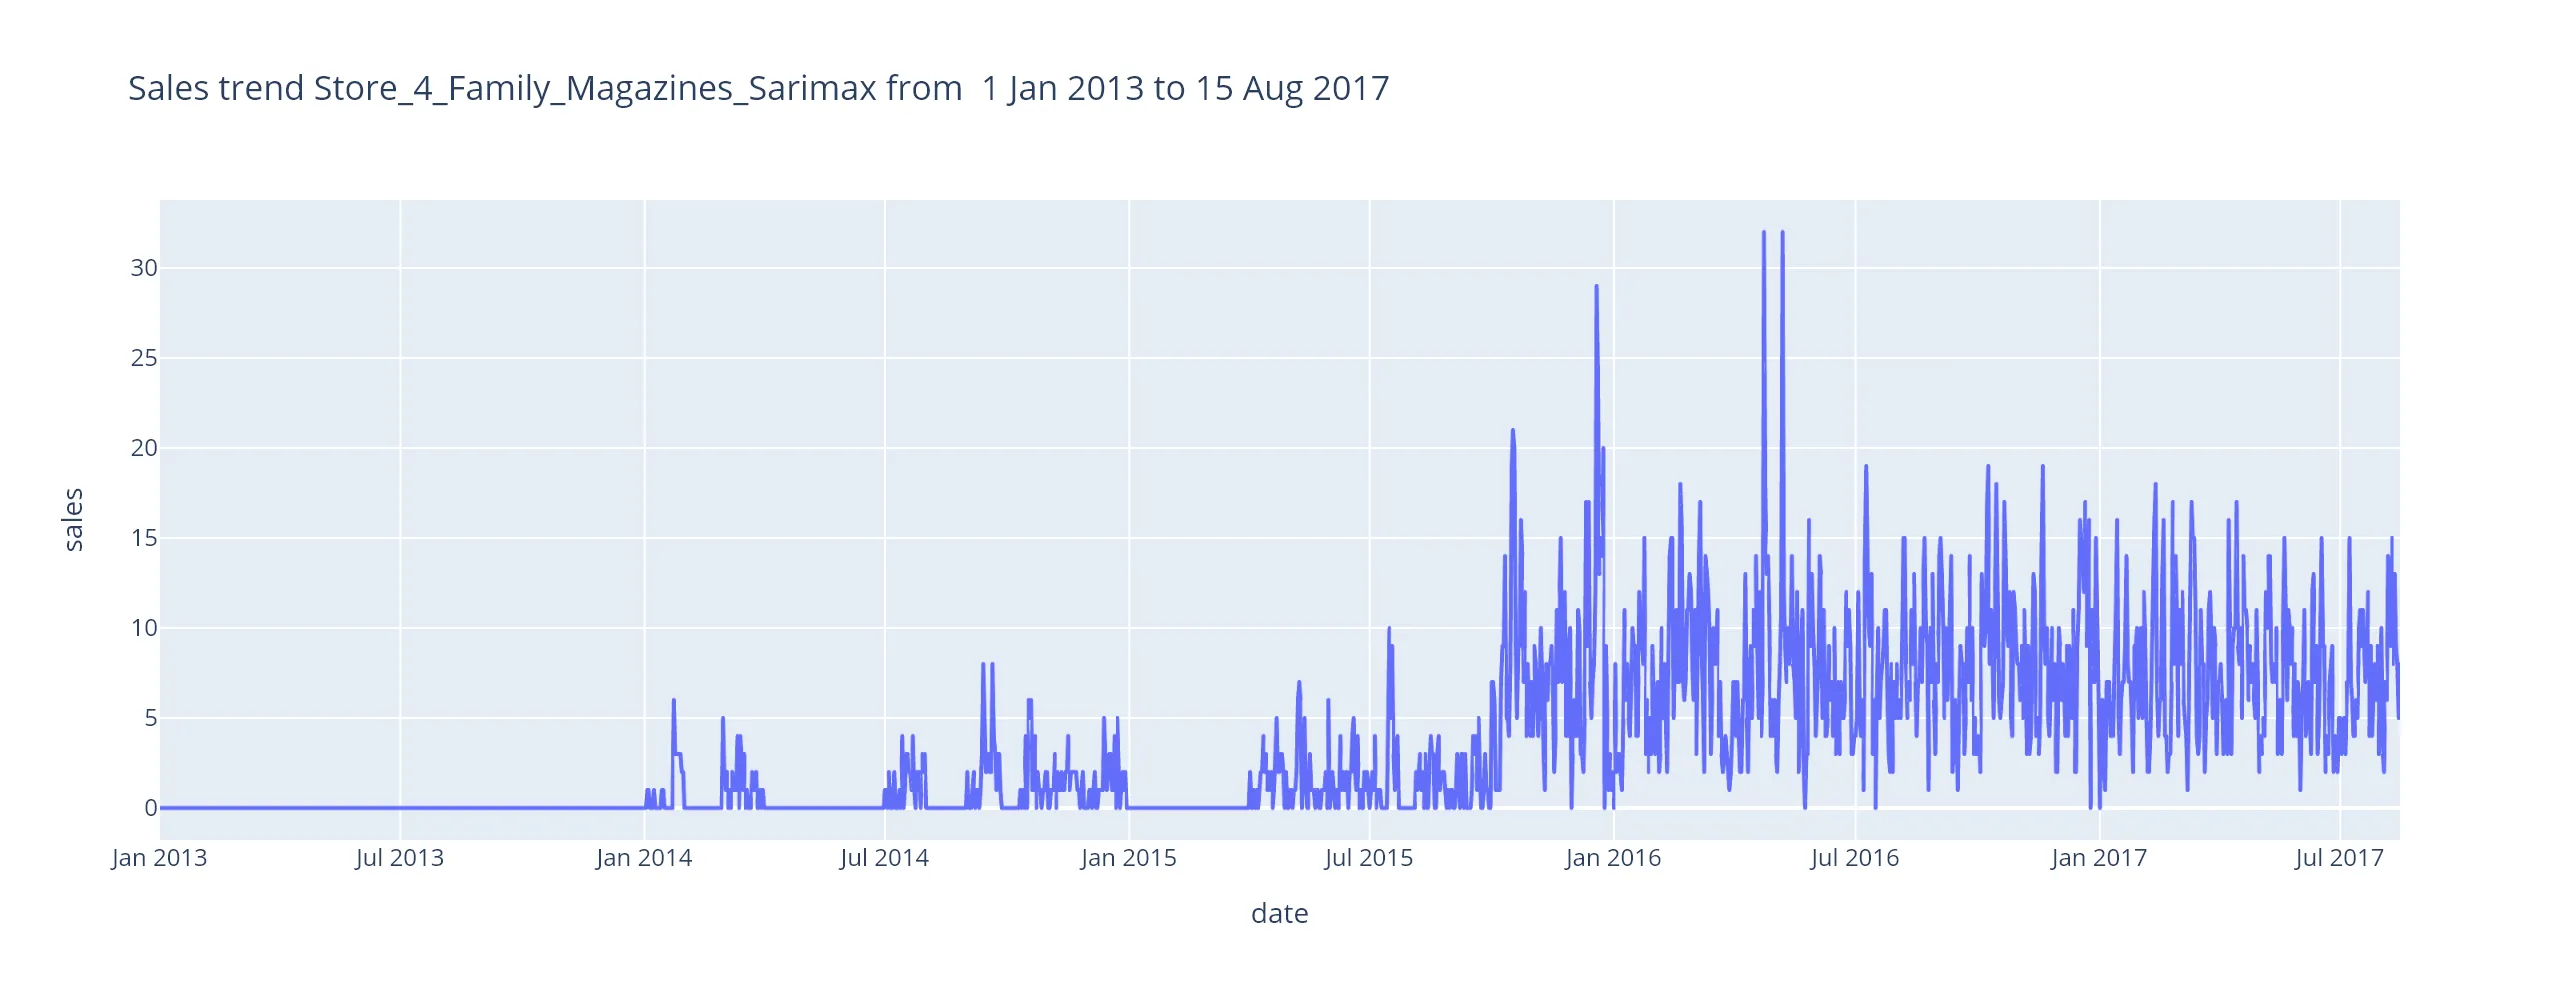 Sales trend Store_4_Family_Magazines_Sarimax from  1 Jan 2013 to 15 Aug 2017
30
25
20
15
10
5
0
sales
Jan 2013 Jul 2013 Jan 2014 Jul 2014 Jan 2015 Jul 2015 Jan 2016 Jul 2016 Jan 2017 Jul 2017
date